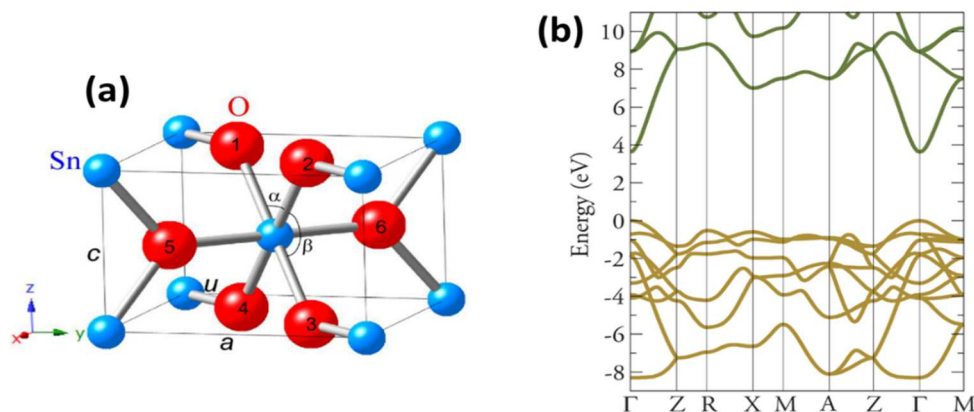 (a)
O
1
2
Sn
α
β
5
6
c
u
4
3
a
z
x
y
(b)
Energy (eV)
10
8
6
4
2
0
-2
-4
-6
-8
Γ Z R X M A Z Γ M